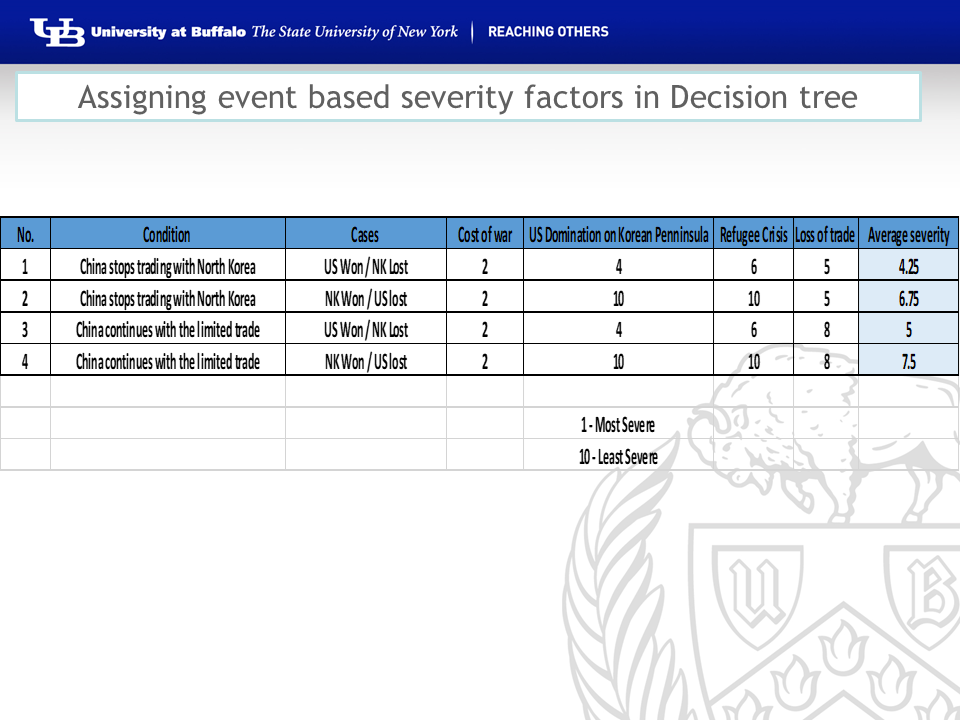 UB University at Buffalo The State University of New York | REACHING OTHERS
Assigning event based severity factors in Decision tree
No. Condition Cases Cost of war US Domination on Korean Penninsula Refugee Crisis Loss of trade Average severity
1 China stops trading with North Korea US Won / NK Lost 2 4 6 5 4.25
2 China stops trading with North Korea NK Won / US lost 2 10 10 5 6.75
3 China continues with the limited trade US Won / NK Lost 2 4 6 8 5
4 China continues with the limited trade NK Won / US lost 2 10 10 8 7.5
1 - Most Severe
10 - Least Severe
U B